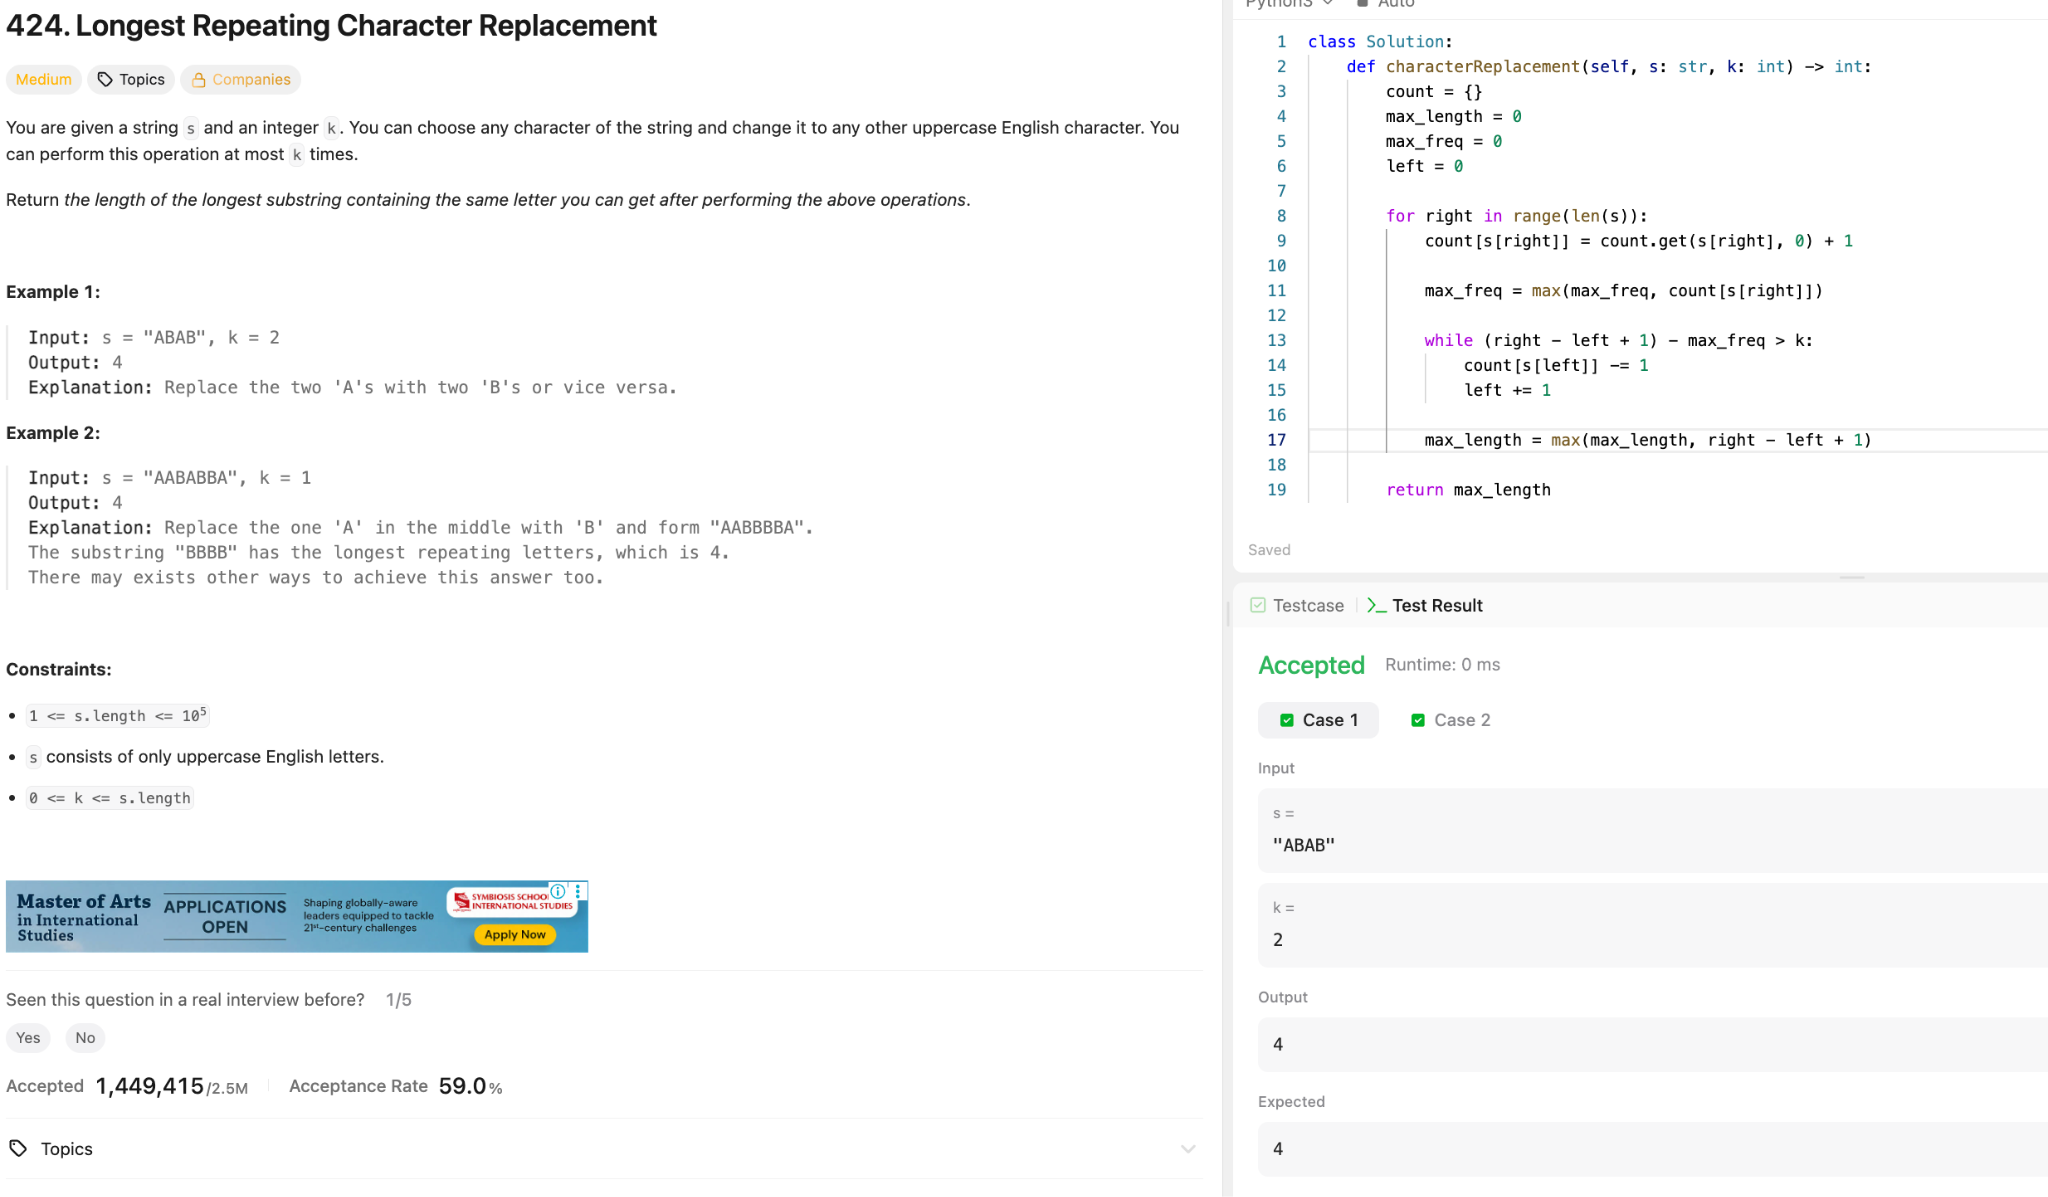 424. Longest Repeating Character Replacement
Medium Topics Companies
You are given a string s and an integer k. You can choose any character of the string and change it to any other uppercase English character. You
can perform this operation at most k times.
Return the length of the longest substring containing the same letter you can get after performing the above operations.
Example 1:
Input: s = "ABAB", k = 2
Output: 4
Explanation: Replace the two 'A's with two 'B's or vice versa.
Example 2:
Input: s = "AABABBA", k = 1
Output: 4
Explanation: Replace the one 'A' in the middle with 'B' and form "AABBBBA".
The substring "BBBB" has the longest repeating letters, which is 4.
There may exists other ways to achieve this answer too.
Constraints:
• 1 <= s.length <= 10⁵
• s consists of only uppercase English letters.
• 0 <= k <= s.length
Master of Arts
in International
Studies
APPLICATIONS
OPEN
Shaping globally-aware
leaders equipped to tackle
21st-century challenges
SYMBIOSIS SCHOOL
INTERNATIONAL STUDIES
Apply Now
Seen this question in a real interview before? 1/5
Yes No
Accepted 1,449,415/2.5M Acceptance Rate 59.0%
Topics
Python3 Auto
1 class Solution:
2     def characterReplacement(self, s: str, k: int) -> int:
3         count = {}
4         max_length = 0
5         max_freq = 0
6         left = 0
7
8         for right in range(len(s)):
9             count[s[right]] = count.get(s[right], 0) + 1
10
11             max_freq = max(max_freq, count[s[right]])
12
13             while (right - left + 1) - max_freq > k:
14                 count[s[left]] -= 1
15                 left += 1
16
17             max_length = max(max_length, right - left + 1)
18
19         return max_length
Saved
Testcase >_ Test Result
Accepted Runtime: 0 ms
Case 1 Case 2
Input
s =
"ABAB"
k =
2
Output
4
Expected
4